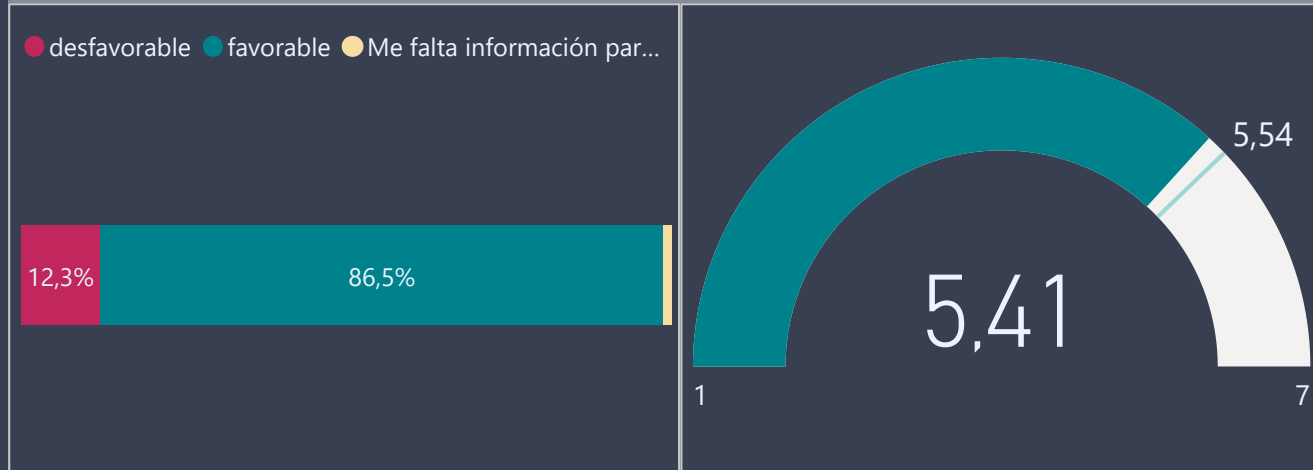 desfavorable favorable Me falta información par...
12,3% 86,5%
5,54
5,41
1 7